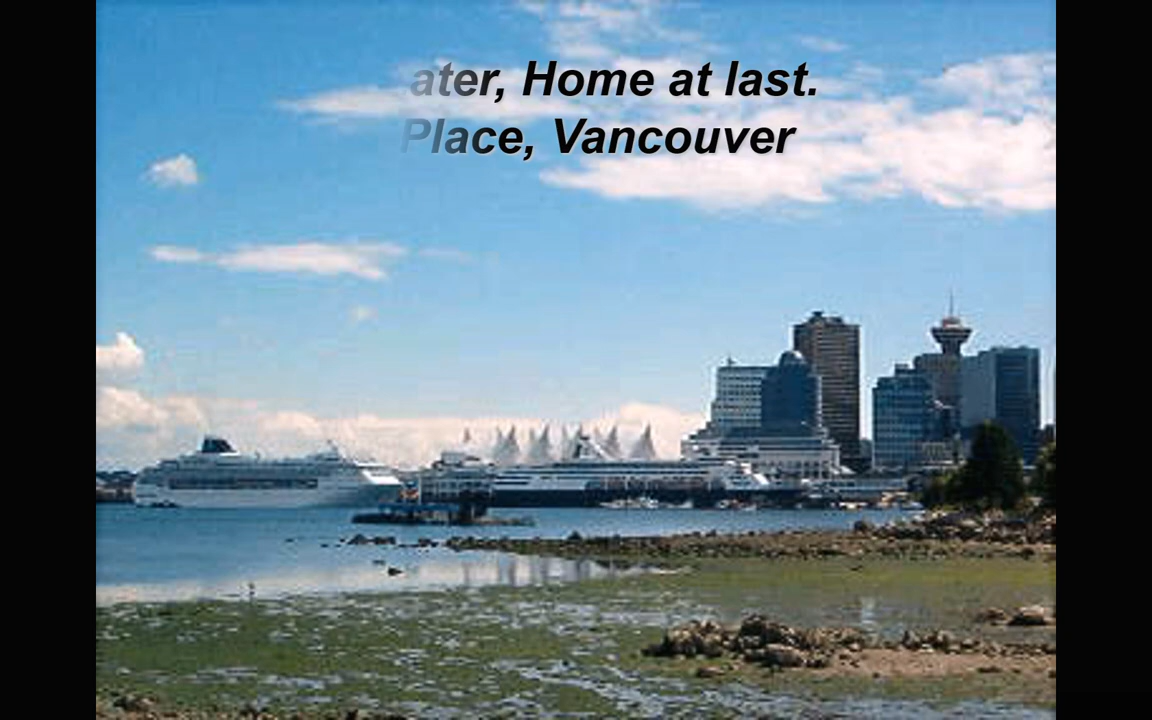 ater, Home at last.
Place, Vancouver